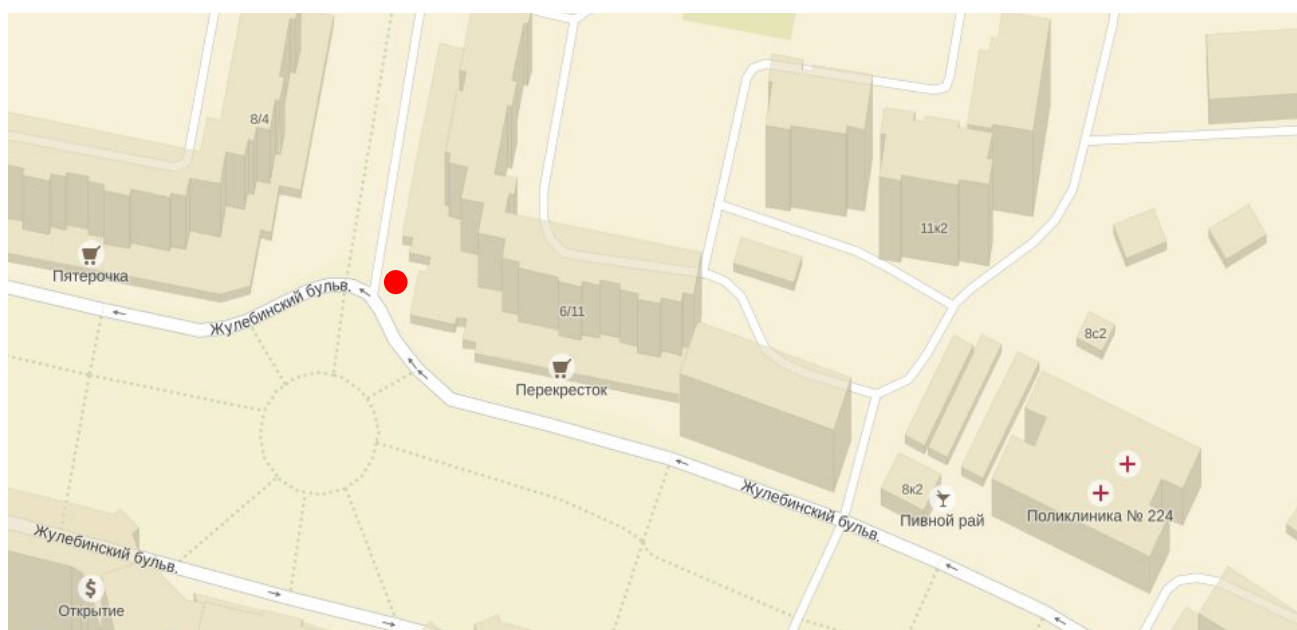 8/4
11к2
Пятерочка
Жулебинский бульв.
6/11
8с2
Перекресток
8к2
Пивной рай
Жулебинский бульв.
Поликлиника № 224
Жулебинский бульв.
$
Открытие